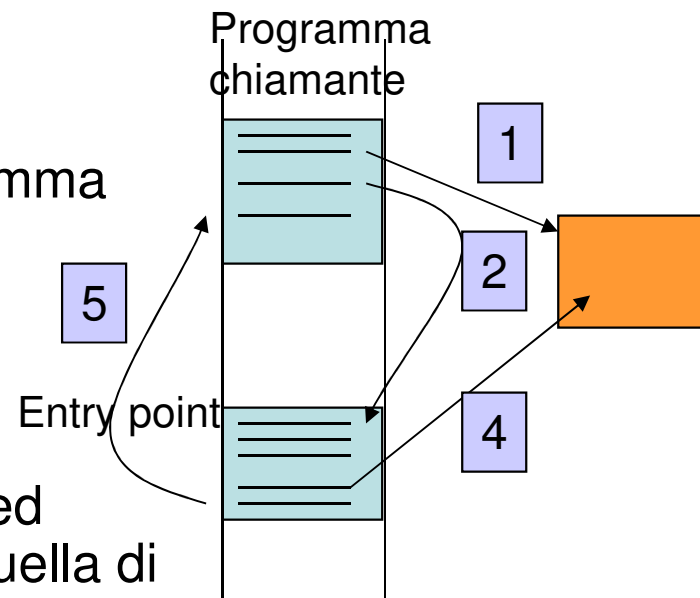 Programma
chiamante
1
mma
2
5
Entry point
4
ed
uella di